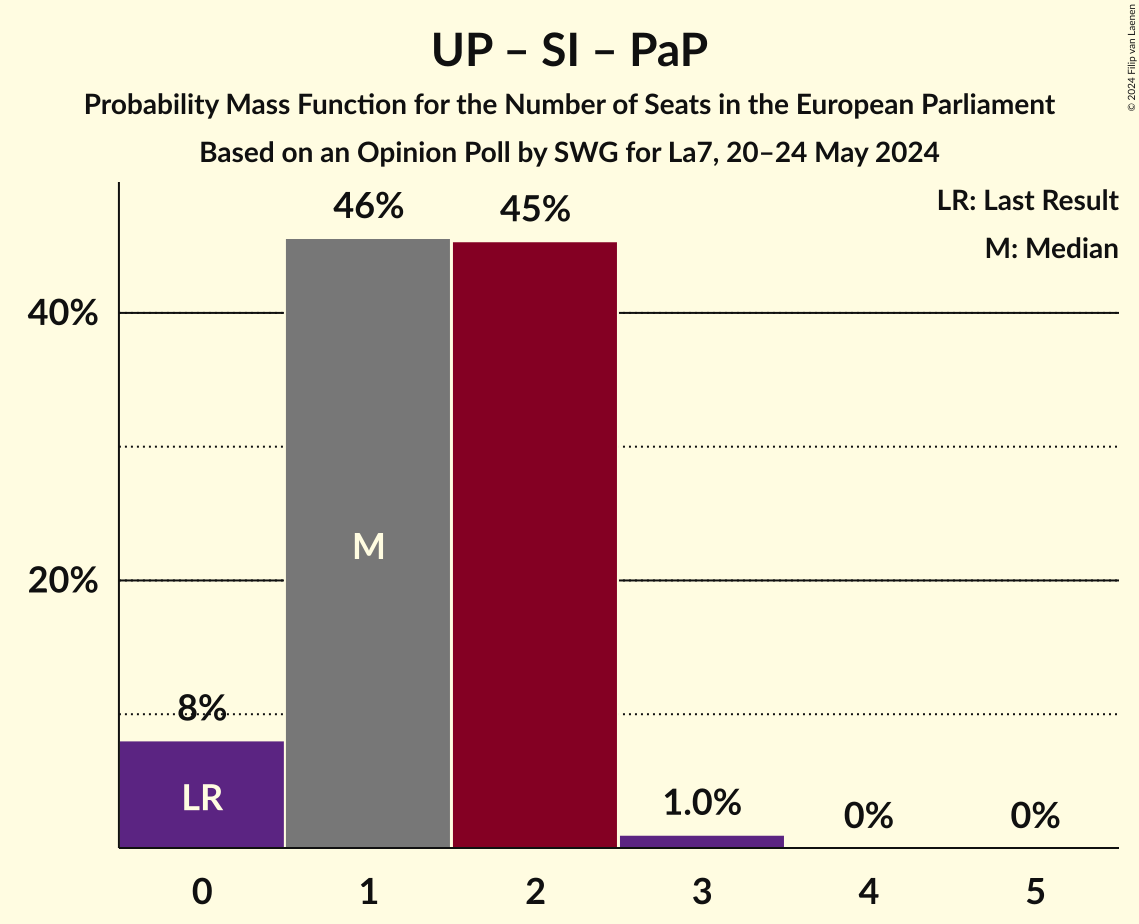 UP – SI – PaP
Probability Mass Function for the Number of Seats in the European Parliament
Based on an Opinion Poll by SWG for La7, 20–24 May 2024
© 2024 Filip van Laenen
LR: Last Result
M: Median
46%
45%
40%
M
20%
8%
LR
1.0%
0%
0%
0
1
2
3
4
5